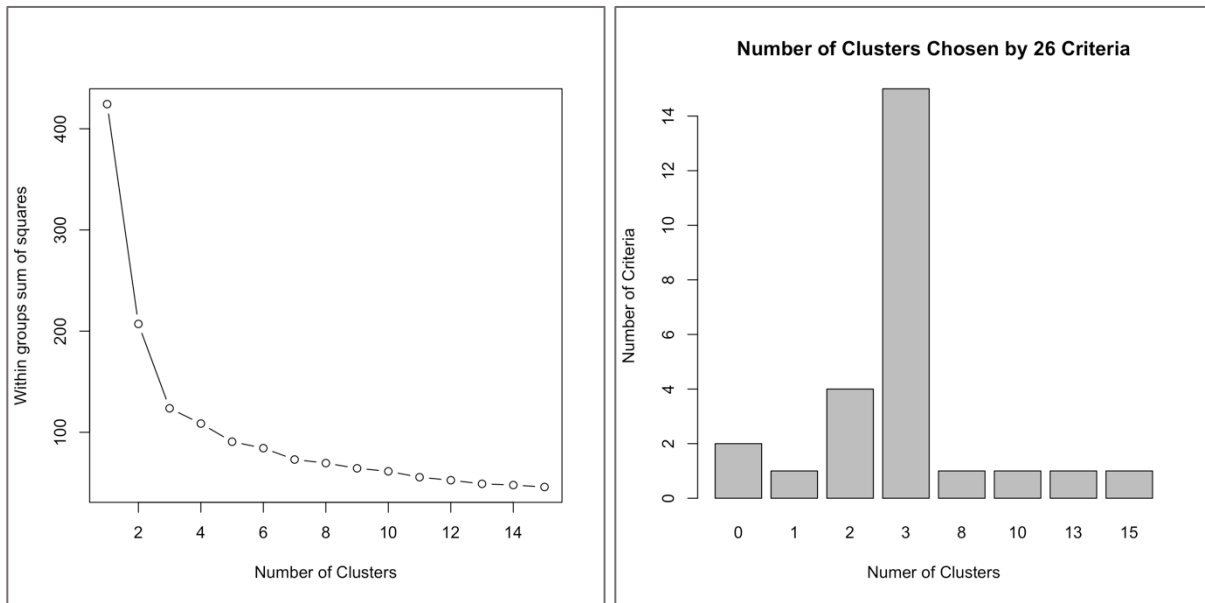 400
300
200
100
Within groups sum of squares
2 4 6 8 10 12 14
Number of Clusters
Number of Clusters Chosen by 26 Criteria
14
12
10
8
6
4
2
0
Number of Criteria
0 1 2 3 8 10 13 15
Numer of Clusters